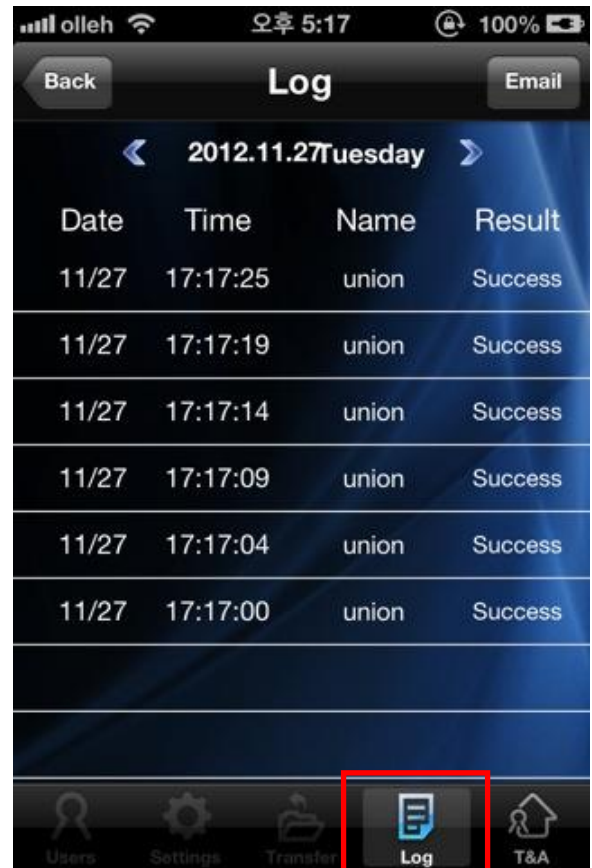 olleh 오후 5:17 100%
Back Log Email
2012.11.27Tuesday
Date Time Name Result
11/27 17:17:25 union Success
11/27 17:17:19 union Success
11/27 17:17:14 union Success
11/27 17:17:09 union Success
11/27 17:17:04 union Success
11/27 17:17:00 union Success
Users Settings Transfer Log T&A